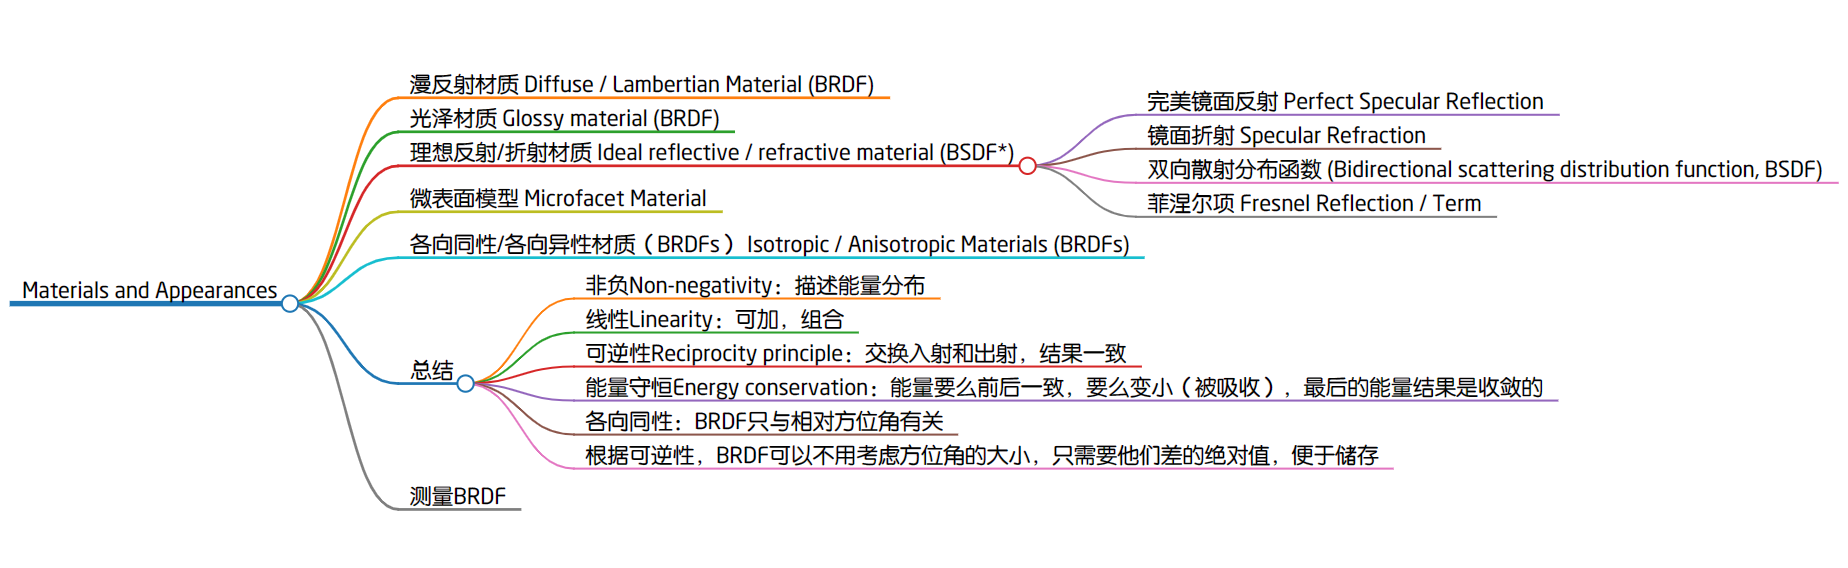 Materials and Appearances
漫反射材质 Diffuse / Lambertian Material (BRDF)
光泽材质 Glossy material (BRDF)
理想反射/折射材质 Ideal reflective / refractive material (BSDF*)
完美镜面反射 Perfect Specular Reflection
镜面折射 Specular Refraction
双向散射分布函数 (Bidirectional scattering distribution function, BSDF)
菲涅尔项 Fresnel Reflection / Term
微表面模型 Microfacet Material
各向同性/各向异性材质（BRDFs）Isotropic / Anisotropic Materials (BRDFs)
总结
非负Non-negativity：描述能量分布
线性Linearity：可加，组合
可逆性Reciprocity principle：交换入射和出射，结果一致
能量守恒Energy conservation：能量要么前后一致，要么变小（被吸收），最后的能量结果是收敛的
各向同性：BRDF只与相对方位角有关
根据可逆性，BRDF可以不用考虑方位角的大小，只需要他们差的绝对值，便于储存
测量BRDF